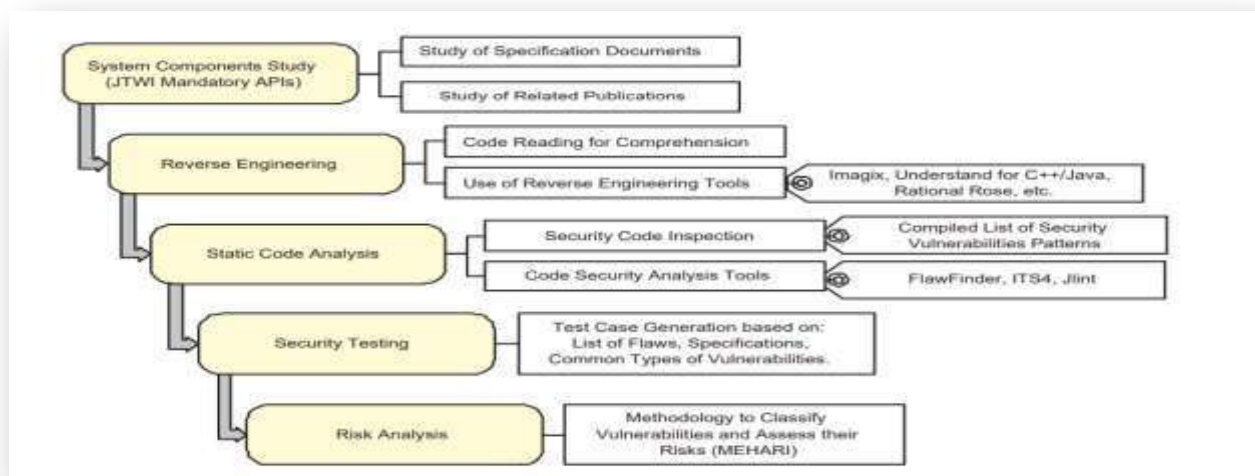 System Components Study
(JTWI Mandatory APIs)
Study of Specification Documents
Study of Related Publications
Reverse Engineering
Code Reading for Comprehension
Use of Reverse Engineering Tools
Imagix, Understand for C++/Java,
Rational Rose, etc.
Static Code Analysis
Security Code Inspection
Compiled List of Security
Vulnerabilities Patterns
Code Security Analysis Tools
FlawFinder, ITS4, Jlint
Security Testing
Test Case Generation based on:
List of Flaws, Specifications,
Common Types of Vulnerabilities.
Risk Analysis
Methodology to Classify
Vulnerabilities and Assess their
Risks (MEHARI)